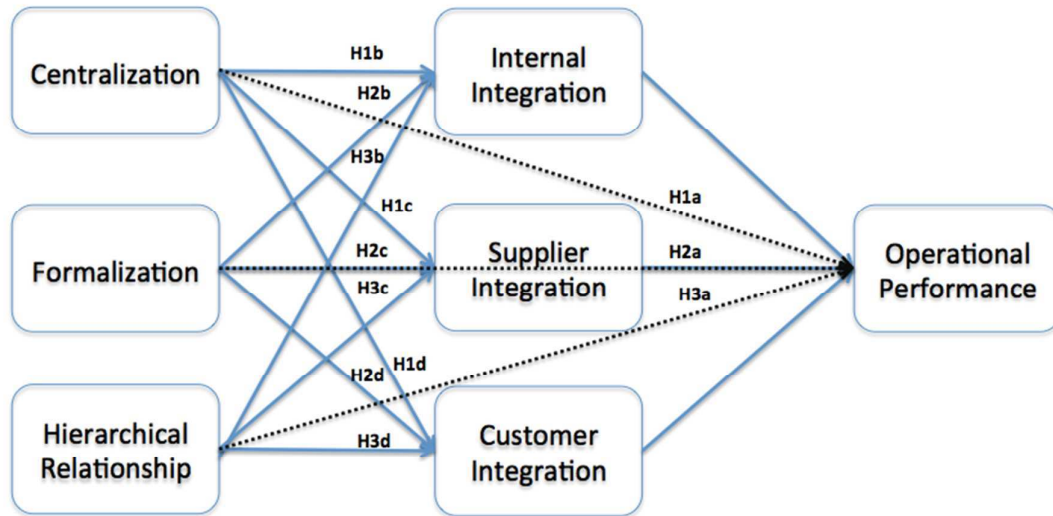 Centralization
H1b
Internal
Integration
H2b
H3b
H1c
H1a
Formalization
H2c
Supplier
Integration
H2a
Operational
Performance
H3c
H3a
H2d
H1d
Hierarchical
Relationship
H3d
Customer
Integration